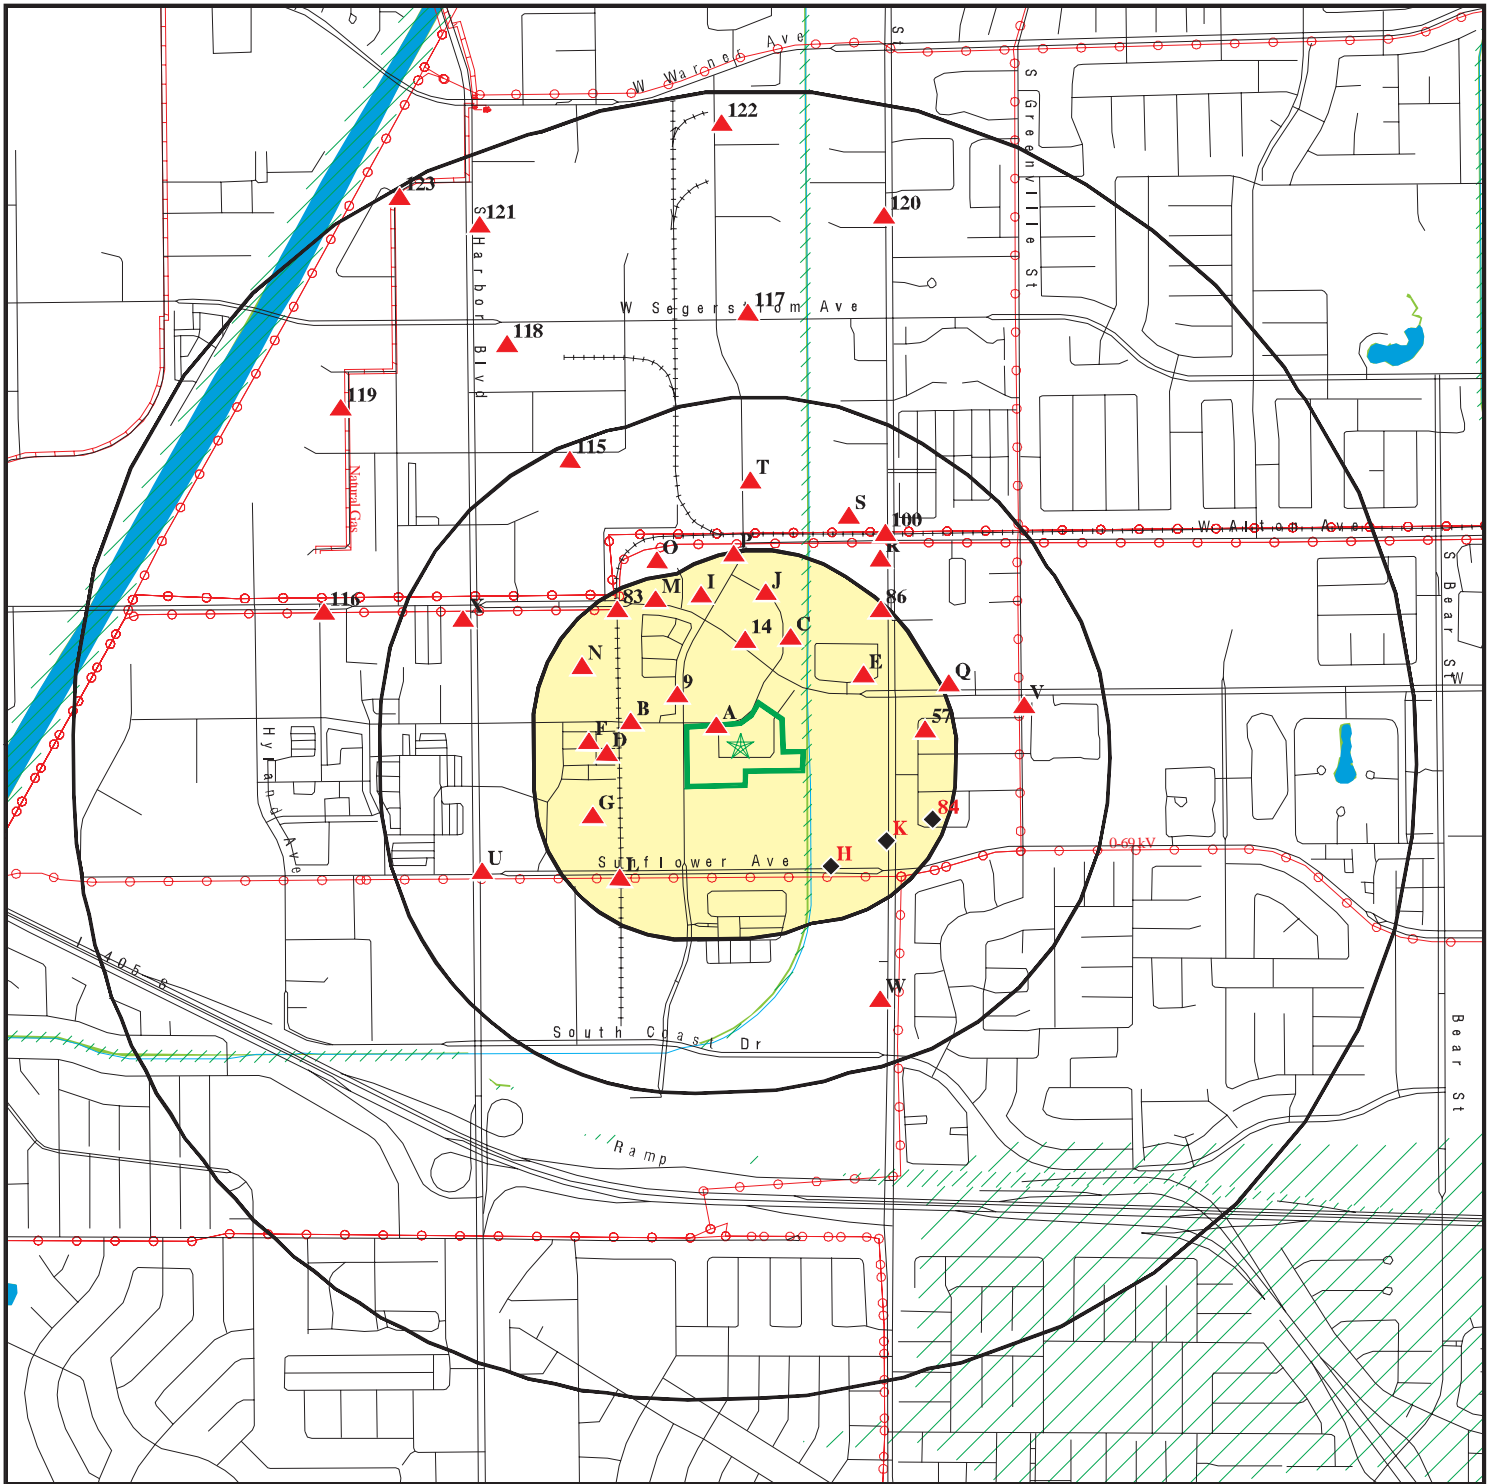 W Warner Ave
St
122
S Greenville St
123
120
S Harbor Blvd
121
W Segerstrom Ave
117
118
119
115
Natural Gas
T
S
100
W Alton Ave
P
O
R
S Bear St
I
J
M
83
86
116
X
14
C
N
E
Q
W
9
V
B
A
57
F
D
Hyland Ave
G
84
K
0-69 kV
H
Sunflower Ave
U
L
I-405-S
W
South Coast Dr
Bear St
Ramp